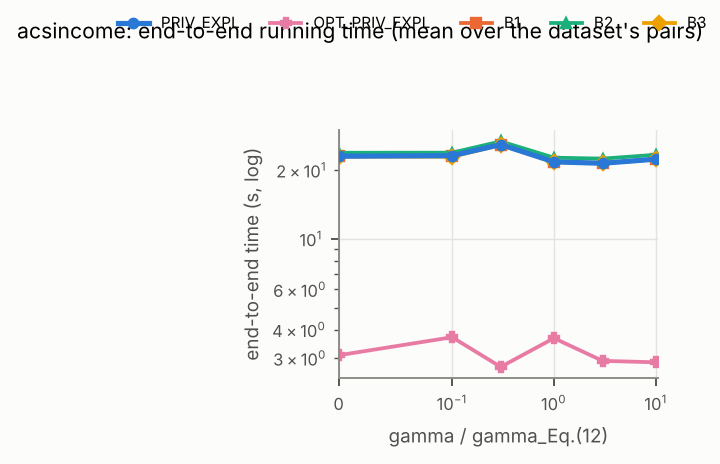 PRIV_EXPL OPT_PRIV_EXPL B1 B2 B3
acsincome: end-to-end running time (mean over the dataset's pairs)
end-to-end time (s, log)
2 × 10¹
10¹
6 × 10⁰
4 × 10⁰
3 × 10⁰
0 10⁻¹ 10⁰ 10¹
gamma / gamma_Eq.(12)